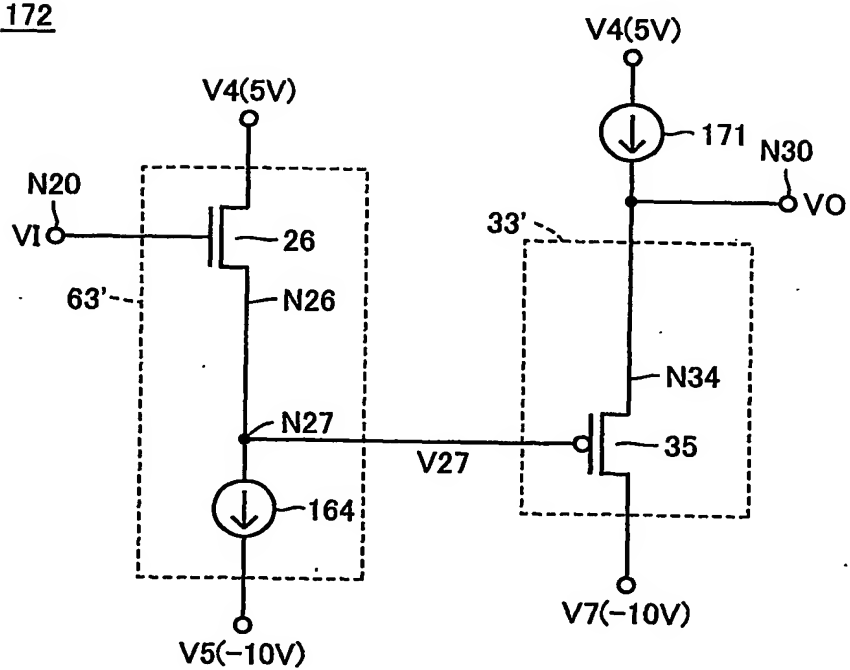 172
V4(5V)
V4(5V)
171
N30
VO
N20
VI
26
33'
63'
N26
N34
N27
V27
35
164
V7(-10V)
V5(-10V)